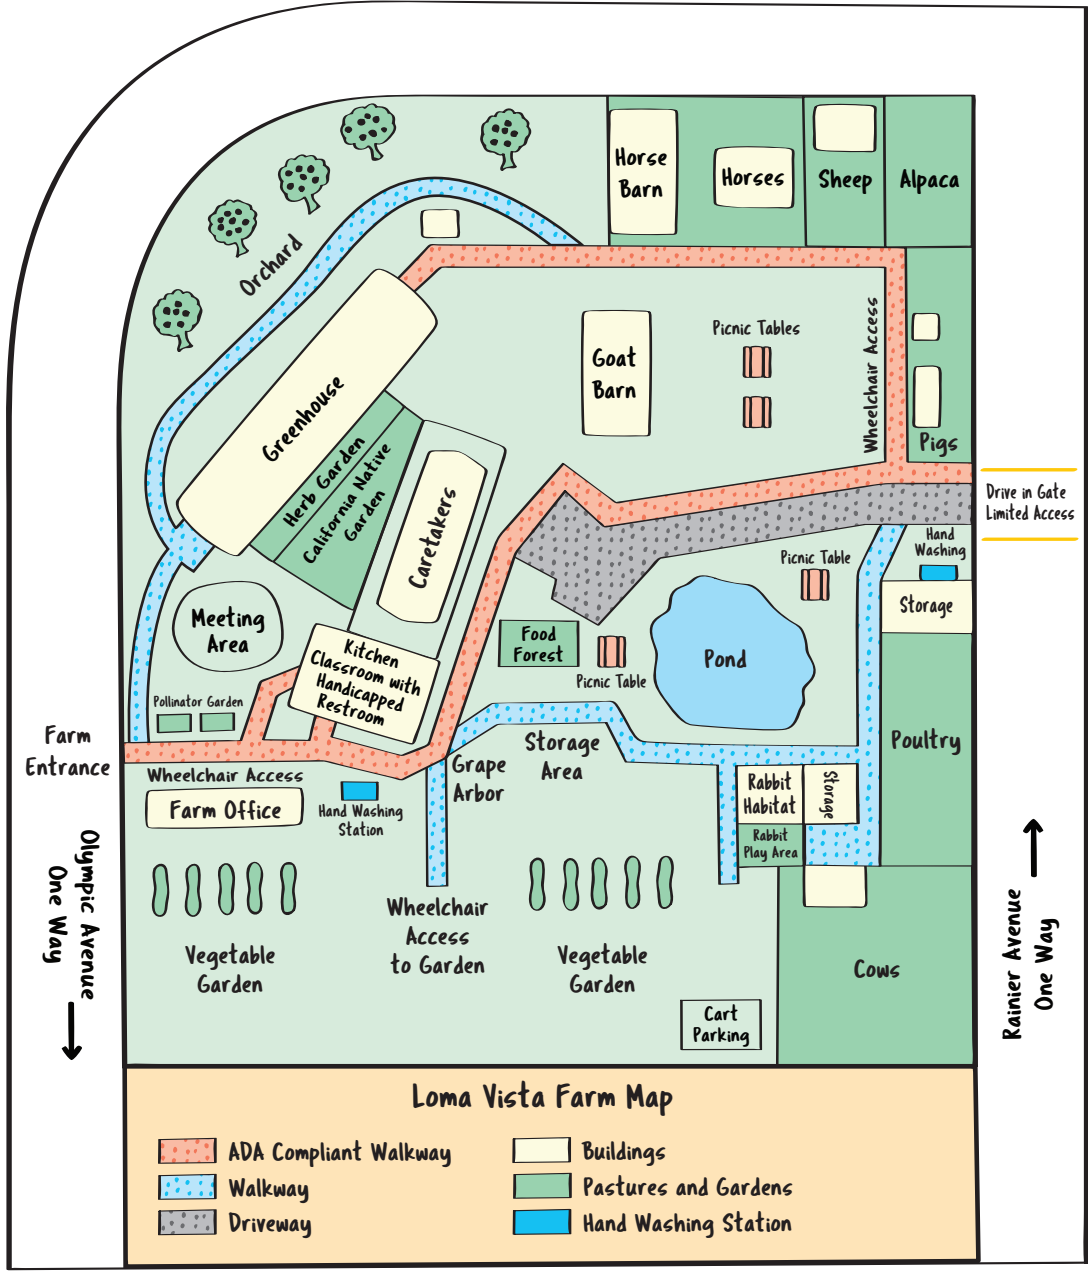 Horse
Barn
Horses
Sheep
Alpaca
Orchard
Picnic Tables
Goat
Barn
Wheelchair Access
Greenhouse
Pigs
Herb Garden
California Native
Garden
Caretakers
Drive in Gate
Limited Access
Hand
Washing
Picnic Table
Storage
Meeting
Area
Food
Forest
Kitchen
Classroom with
Handicapped
Restroom
Pond
Picnic Table
Pollinator Garden
Farm
Entrance
Storage
Area
Poultry
Wheelchair Access
Grape
Arbor
Rabbit
Habitat
Storage
Farm Office
Hand Washing
Station
Rabbit
Play Area
Olympic Avenue
One Way
Wheelchair
Access
to Garden
Vegetable
Garden
Vegetable
Garden
Cows
Rainier Avenue
One Way
Cart
Parking
Loma Vista Farm Map
ADA Compliant Walkway
Walkway
Driveway
Buildings
Pastures and Gardens
Hand Washing Station